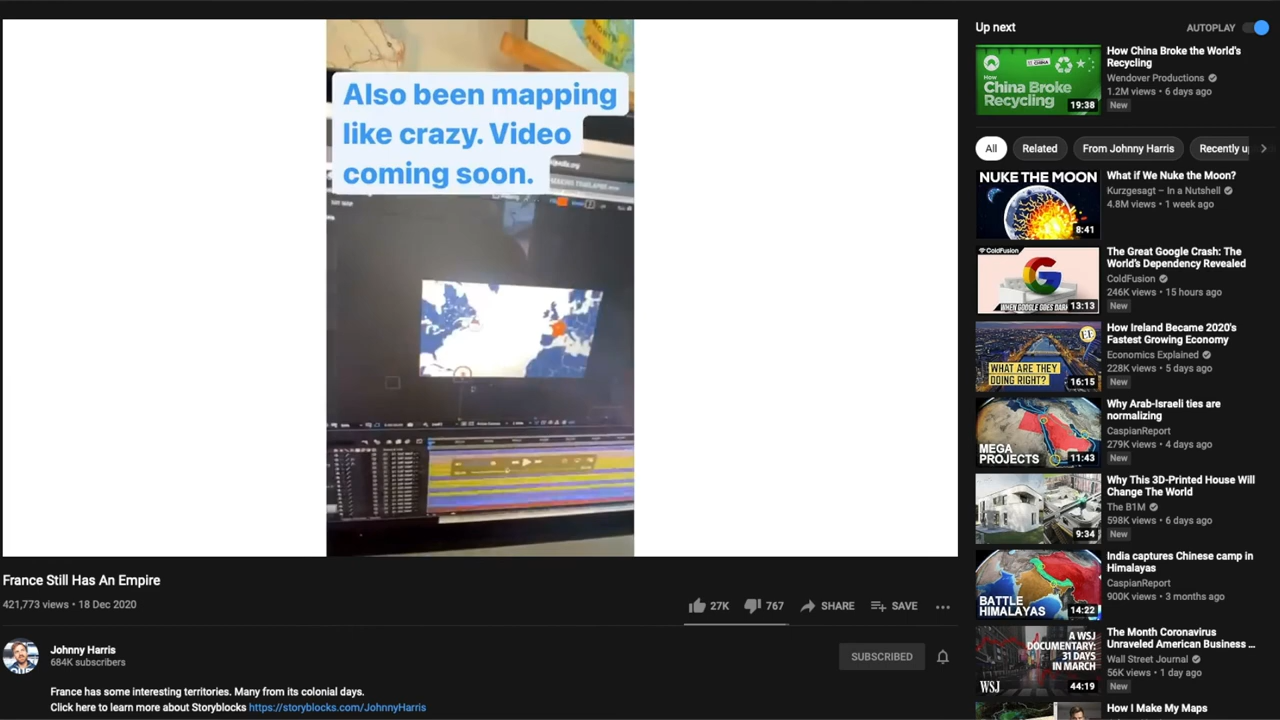 Also been mapping
like crazy. Video
coming soon.
France Still Has An Empire
421,773 views • 18 Dec 2020
27K
767
SHARE
SAVE
Johnny Harris
684K subscribers
SUBSCRIBED
France has some interesting territories. Many from its colonial days.
Click here to learn more about Storyblocks https://storyblocks.com/JohnnyHarris
Up next
AUTOPLAY
How
China Broke
Recycling
19:38
How China Broke the World's
Recycling
Wendover Productions
1.2M views • 6 days ago
New
All
Related
From Johnny Harris
Recently u
NUKE THE MOON
8:41
What if We Nuke the Moon?
Kurzgesagt – In a Nutshell
4.8M views • 1 week ago
ColdFusion
WHEN GOOGLE GOES DARK
13:13
The Great Google Crash: The
World's Dependency Revealed
ColdFusion
246K views • 15 hours ago
New
EE
WHAT ARE THEY
DOING RIGHT?
16:15
How Ireland Became 2020's
Fastest Growing Economy
Economics Explained
228K views • 5 days ago
New
MEGA
PROJECTS
11:43
Why Arab-Israeli ties are
normalizing
CaspianReport
279K views • 4 days ago
New
9:34
Why This 3D-Printed House Will
Change The World
The B1M
598K views • 6 days ago
New
BATTLE
HIMALAYAS
14:22
India captures Chinese camp in
Himalayas
CaspianReport
900K views • 3 months ago
A WSJ
DOCUMENTARY:
31 DAYS
IN MARCH
WSJ
44:19
The Month Coronavirus
Unraveled American Business ...
Wall Street Journal
56K views • 1 day ago
New
How I Make My Maps